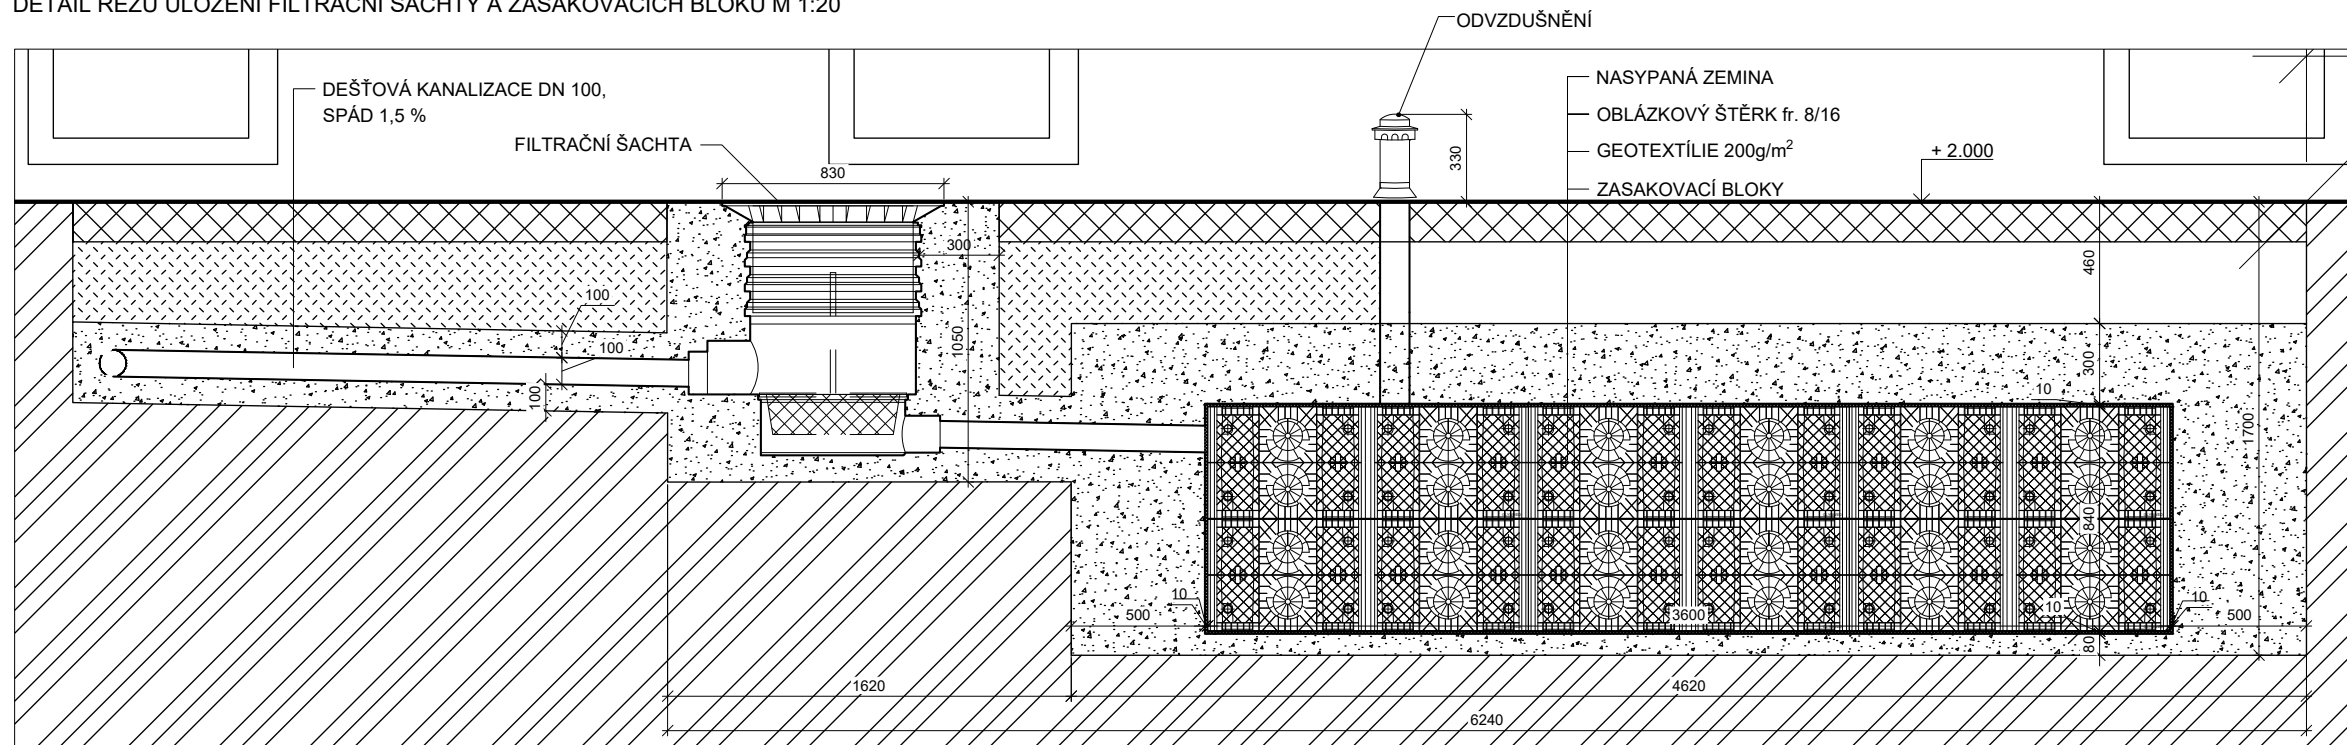 DETAIL ŘEZU ULOŽENÍ FILTRAČNÍ ŠACHTY A ZASAKOVACÍCH BLOKŮ M 1:20
ODVZDUŠNĚNÍ
DEŠŤOVÁ KANALIZACE DN 100,
SPÁD 1,5 %
FILTRAČNÍ ŠACHTA
NASYPANÁ ZEMINA
OBLÁZKOVÝ ŠTĚRK fr. 8/16
GEOTEXTÍLIE 200g/m²
ZASAKOVACÍ BLOKY
+ 2.000
830
330
300
460
100
100
100
1050
300
10
1700
840
10
500
3600
10
10
500
80
1620
4620
6240